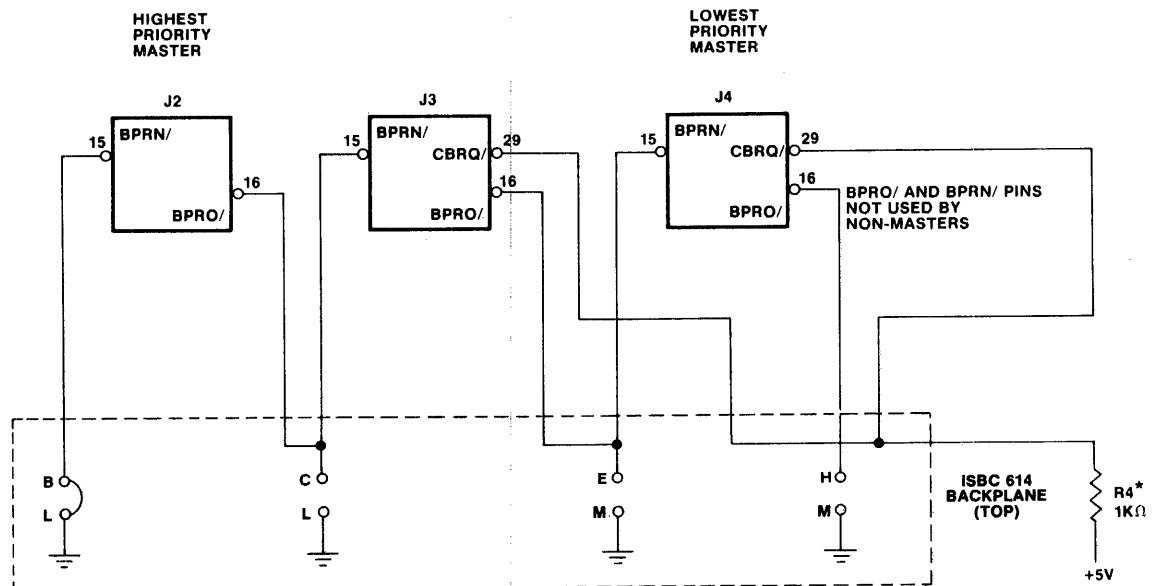 HIGHEST
PRIORITY
MASTER
LOWEST
PRIORITY
MASTER
J2
J3
J4
15
BPRN/
16
BPRO/
15
BPRN/
29
CBRQ/
16
BPRO/
15
BPRN/
29
CBRQ/
16
BPRO/
BPRO/ AND BPRN/ PINS
NOT USED BY
NON-MASTERS
B
L
C
L
E
M
H
M
iSBC 614
BACKPLANE
(TOP)
R4*
1KΩ
+5V